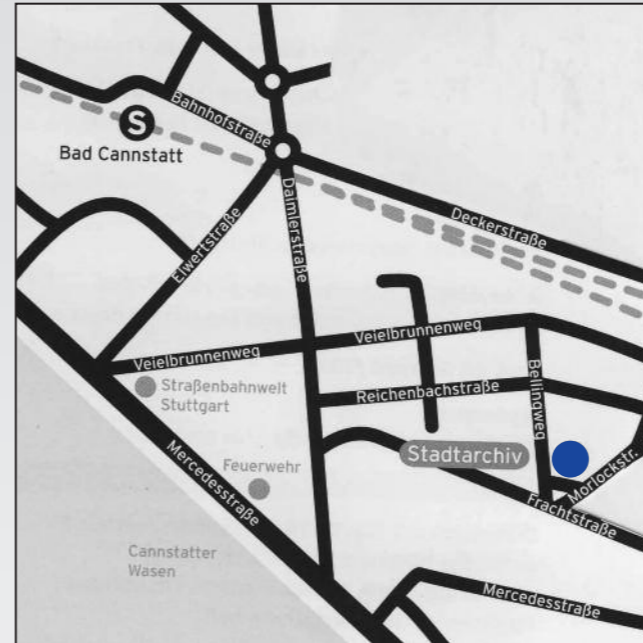 Bahnhofstraße
S
Bad Cannstatt
Deckerstraße
Daimlerstraße
Elwertstraße
Veielbrunnenweg
Veielbrunnenweg
Straßenbahnwelt
Stuttgart
Reichenbachstraße
Bellingweg
Stadtarchiv
Feuerwehr
Mercedesstraße
Morlockstr.
Frachtstraße
Cannstatter
Wasen
Mercedesstraße